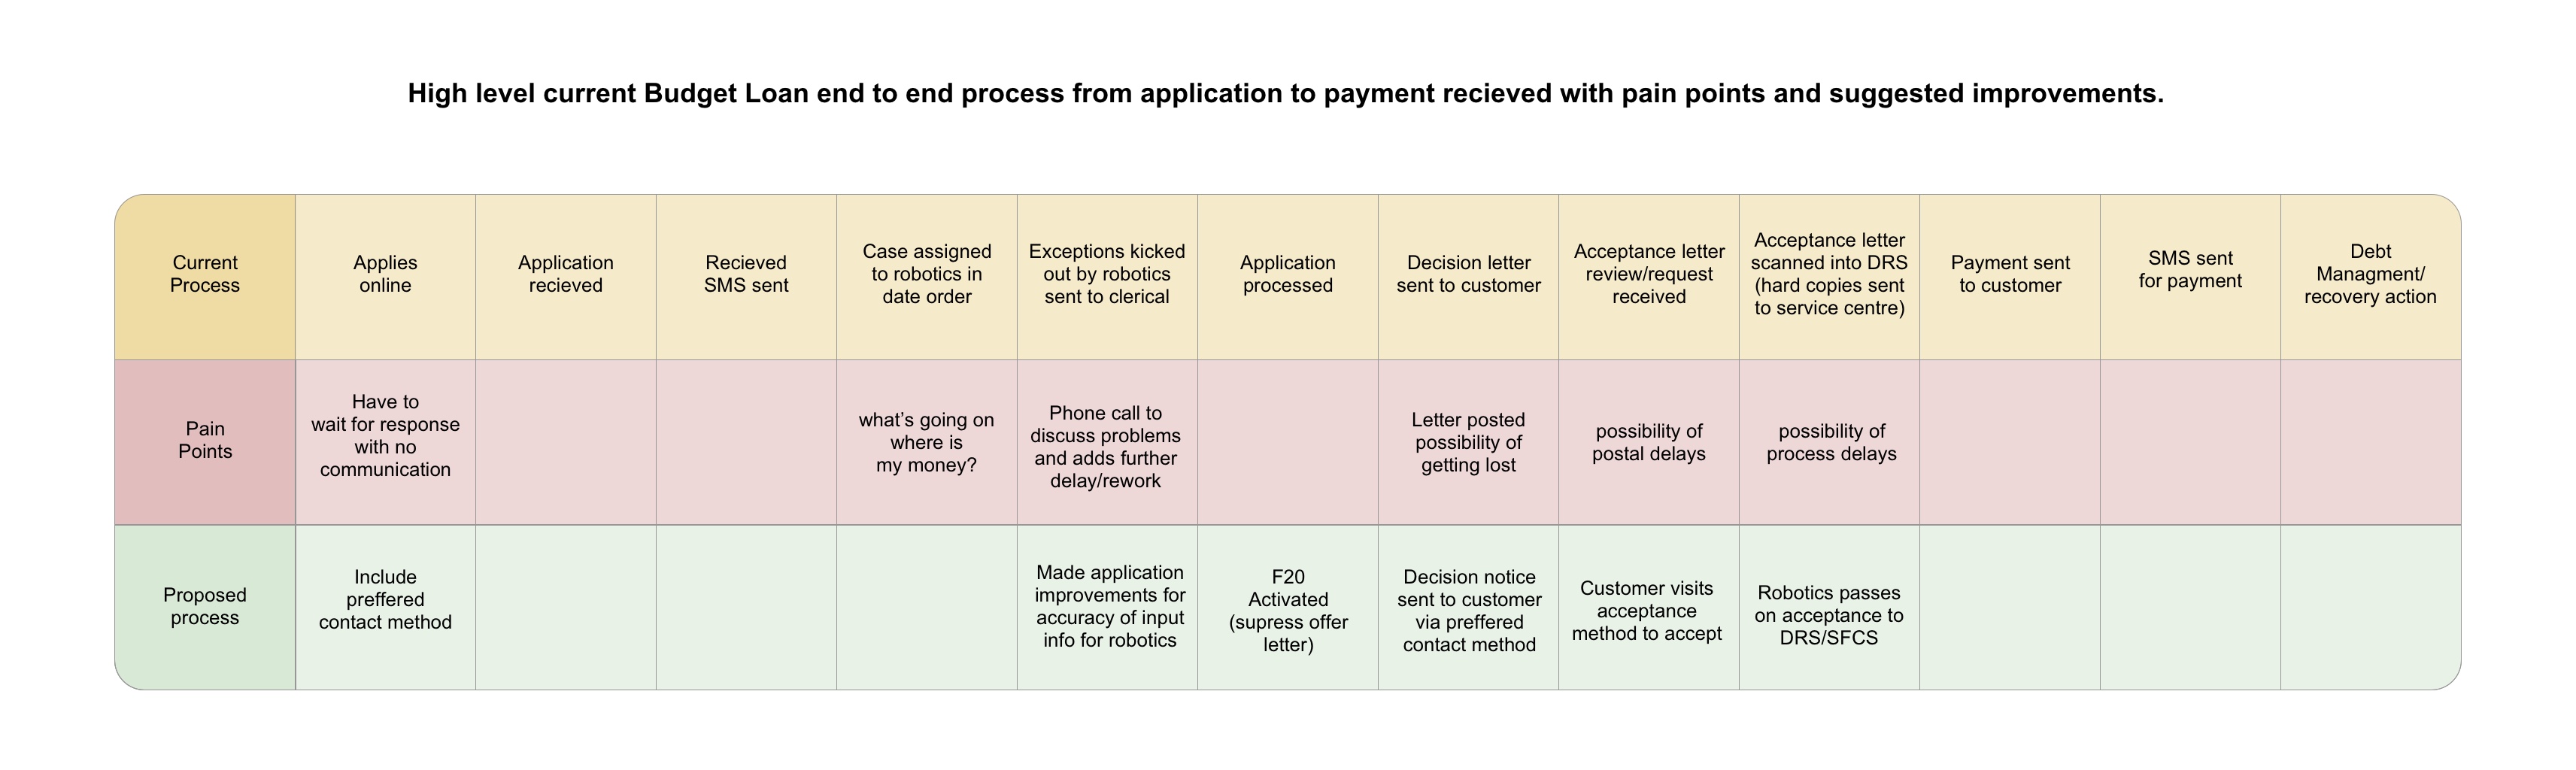 High level current Budget Loan end to end process from application to payment recieved with pain points and suggested improvements.
Current
Process
Applies
online
Application
recieved
Recieved
SMS sent
Case assigned
to robotics in
date order
Exceptions kicked
out by robotics
sent to clerical
Application
processed
Decision letter
sent to customer
Acceptance letter
review/request
received
Acceptance letter
scanned into DRS
(hard copies sent
to service centre)
Payment sent
to customer
SMS sent
for payment
Debt
Managment/
recovery action
Pain
Points
Have to
wait for response
with no
communication
what’s going on
where is
my money?
Phone call to
discuss problems
and adds further
delay/rework
Letter posted
possibility of
getting lost
possibility of
postal delays
possibility of
process delays
Proposed
process
Include
preffered
contact method
Made application
improvements for
accuracy of input
info for robotics
F20
Activated
(supress offer
letter)
Decision notice
sent to customer
via preffered
contact method
Customer visits
acceptance
method to accept
Robotics passes
on acceptance to
DRS/SFCS